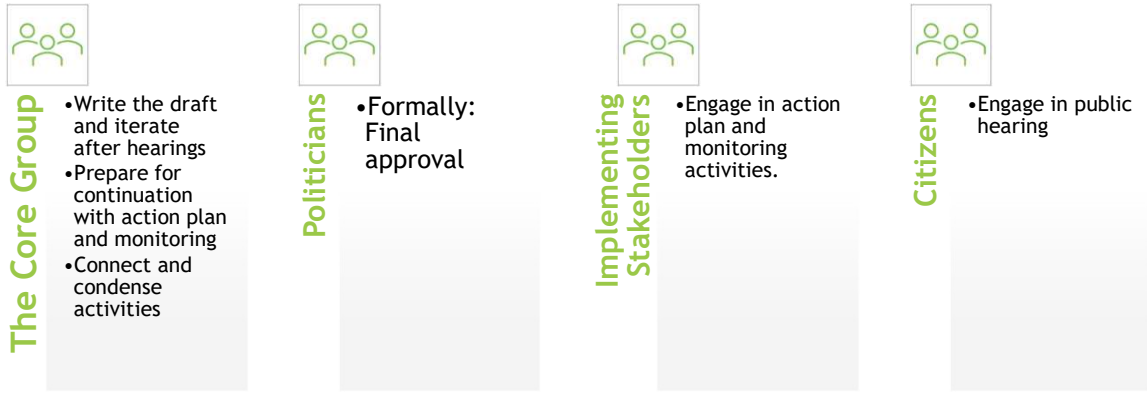 The Core Group
•Write the draft
and iterate
after hearings
•Prepare for
continuation
with action plan
and monitoring
•Connect and
condense
activities
Politicians
•Formally:
Final
approval
Implementing
Stakeholders
•Engage in action
plan and
monitoring
activities.
Citizens
•Engage in public
hearing